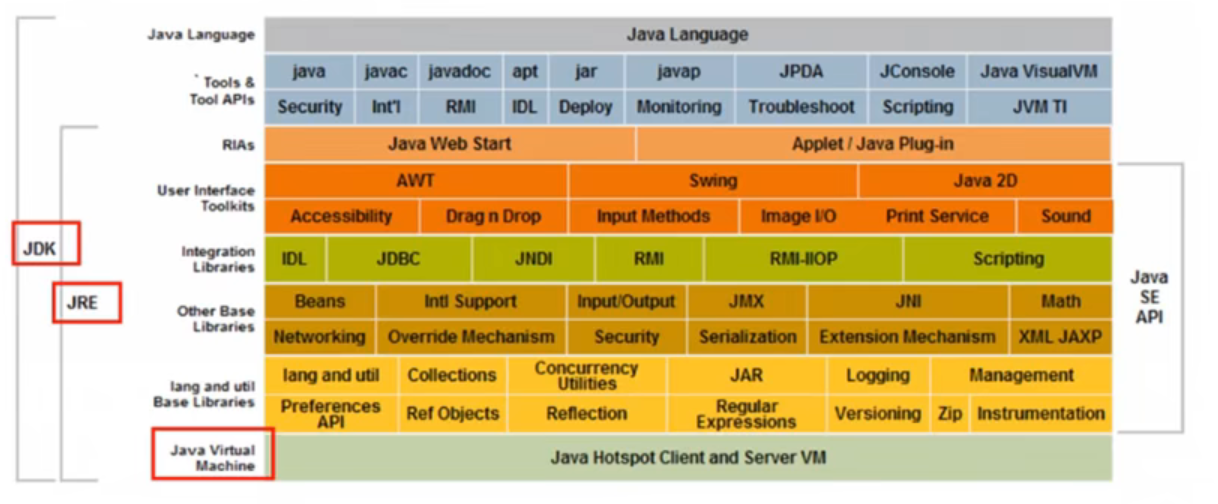 Java Language Java Language
` Tools & Tool APIs
java javac javadoc apt jar javap JPDA JConsole Java VisualVM
Security Int'l RMI IDL Deploy Monitoring Troubleshoot Scripting JVM TI
RIAs Java Web Start Applet / Java Plug-in
User Interface Toolkits
AWT Swing Java 2D
Accessibility Drag n Drop Input Methods Image I/O Print Service Sound
JDK
Integration Libraries
IDL JDBC JNDI RMI RMI-IIOP Scripting
JRE
Other Base Libraries
Beans Intl Support Input/Output JMX JNI Math
Networking Override Mechanism Security Serialization Extension Mechanism XML JAXP
Java
SE
API
lang and util
Base Libraries
lang and util Collections Concurrency Utilities JAR Logging Management
Preferences API Ref Objects Reflection Regular Expressions Versioning Zip Instrumentation
Java Virtual
Machine
Java Hotspot Client and Server VM